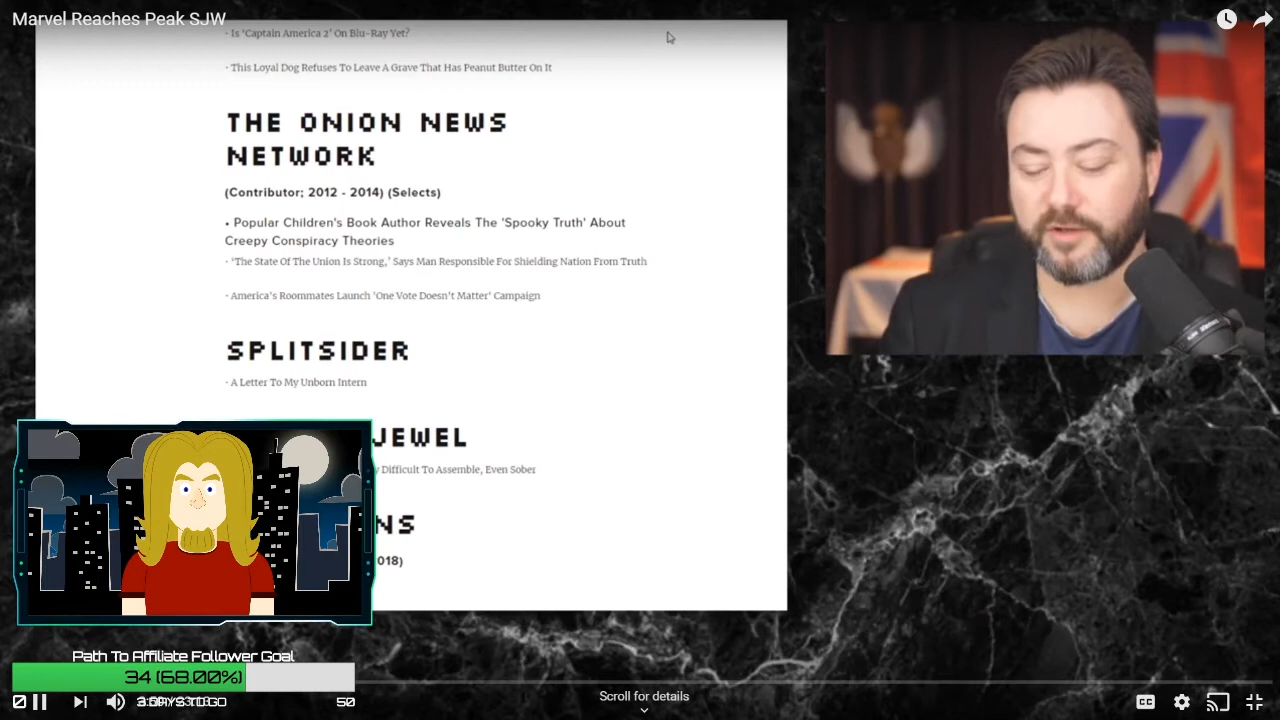 Marvel Reaches Peak SJW
- Is 'Captain America 2' On Blu-Ray Yet?
- This Loyal Dog Refuses To Leave A Grave That Has Peanut Butter On It
THE ONION NEWS
NETWORK
(Contributor; 2012 - 2014) (Selects)
• Popular Children's Book Author Reveals The 'Spooky Truth' About
Creepy Conspiracy Theories
- 'The State Of The Union Is Strong,' Says Man Responsible For Shielding Nation From Truth
- America's Roommates Launch 'One Vote Doesn't Matter' Campaign
SPLITSIDER
- A Letter To My Unborn Intern
JEWEL
Difficult To Assemble, Even Sober
NS
018)
Path To Affiliate Follower Goal
34 (68.00%)
0
50
Scroll for details
CC